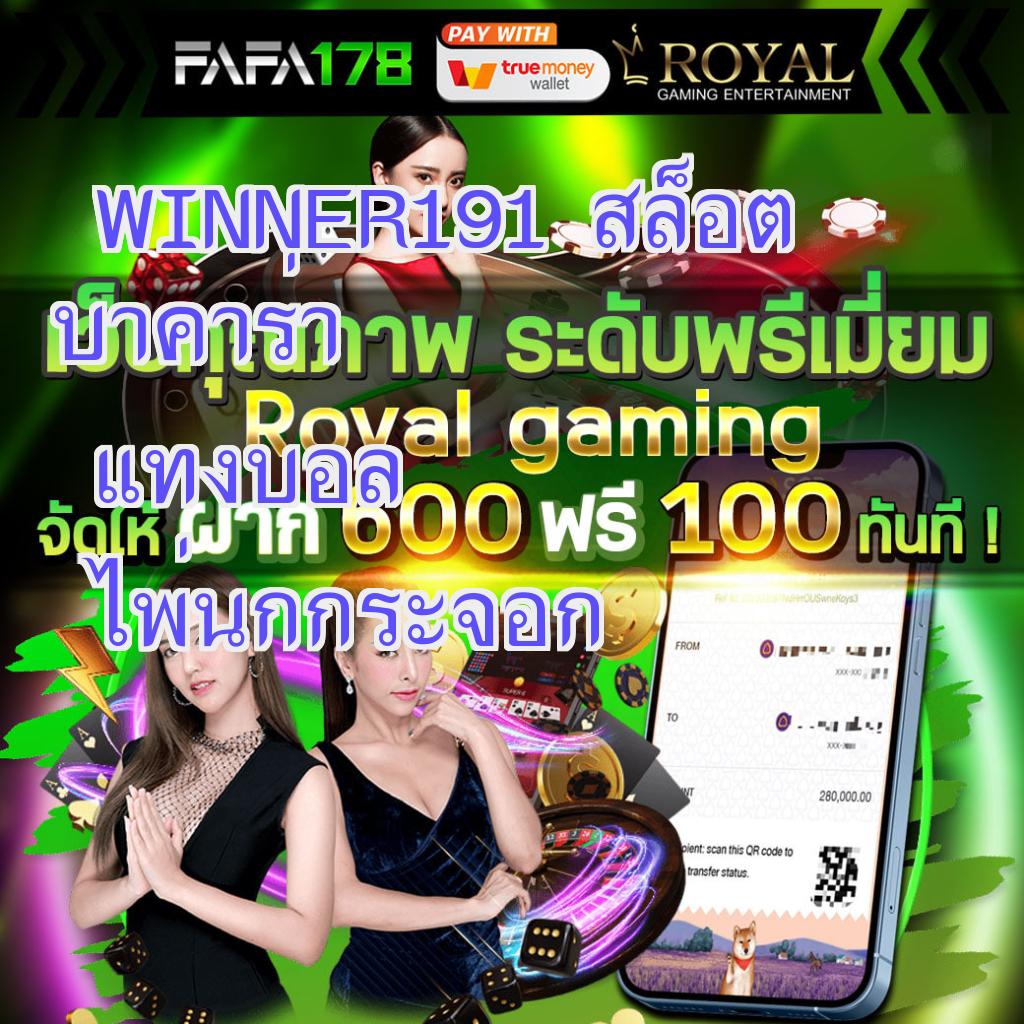 FAFA178
PAY WITH
truemoney
wallet
ROYAL
GAMING ENTERTAINMENT
WINNER191 สล็อต
บาคาร่า
ระดับพรีเมี่ยม
Royal gaming
แทงบอล
จัดให้ ฝาก 600 ฟรี 100 ทันที !
ไพ่นกกระจอก
FROM
TO
280,000.00
scan this QR code to
transfer status.